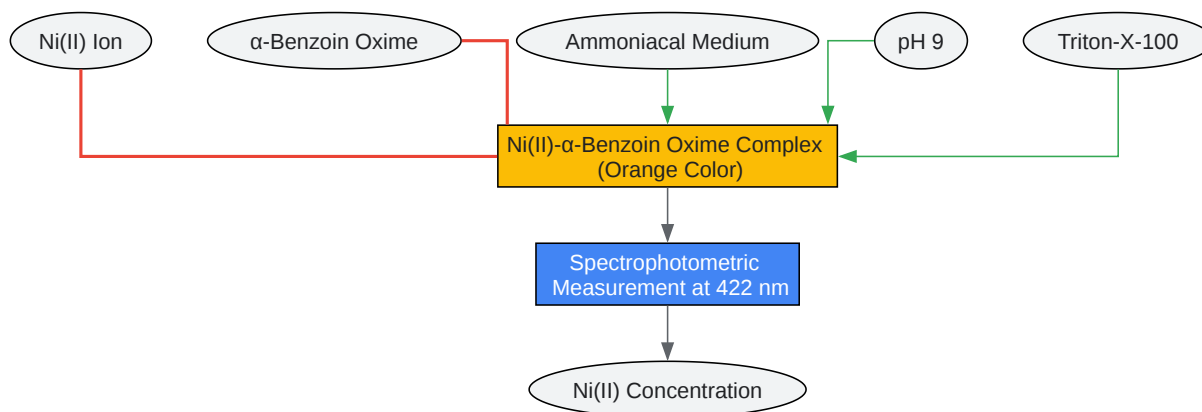 Ni(II) Ion
α-Benzoin Oxime
Ammoniacal Medium
pH 9
Triton-X-100
Ni(II)-α-Benzoin Oxime Complex
(Orange Color)
Spectrophotometric
Measurement at 422 nm
Ni(II) Concentration